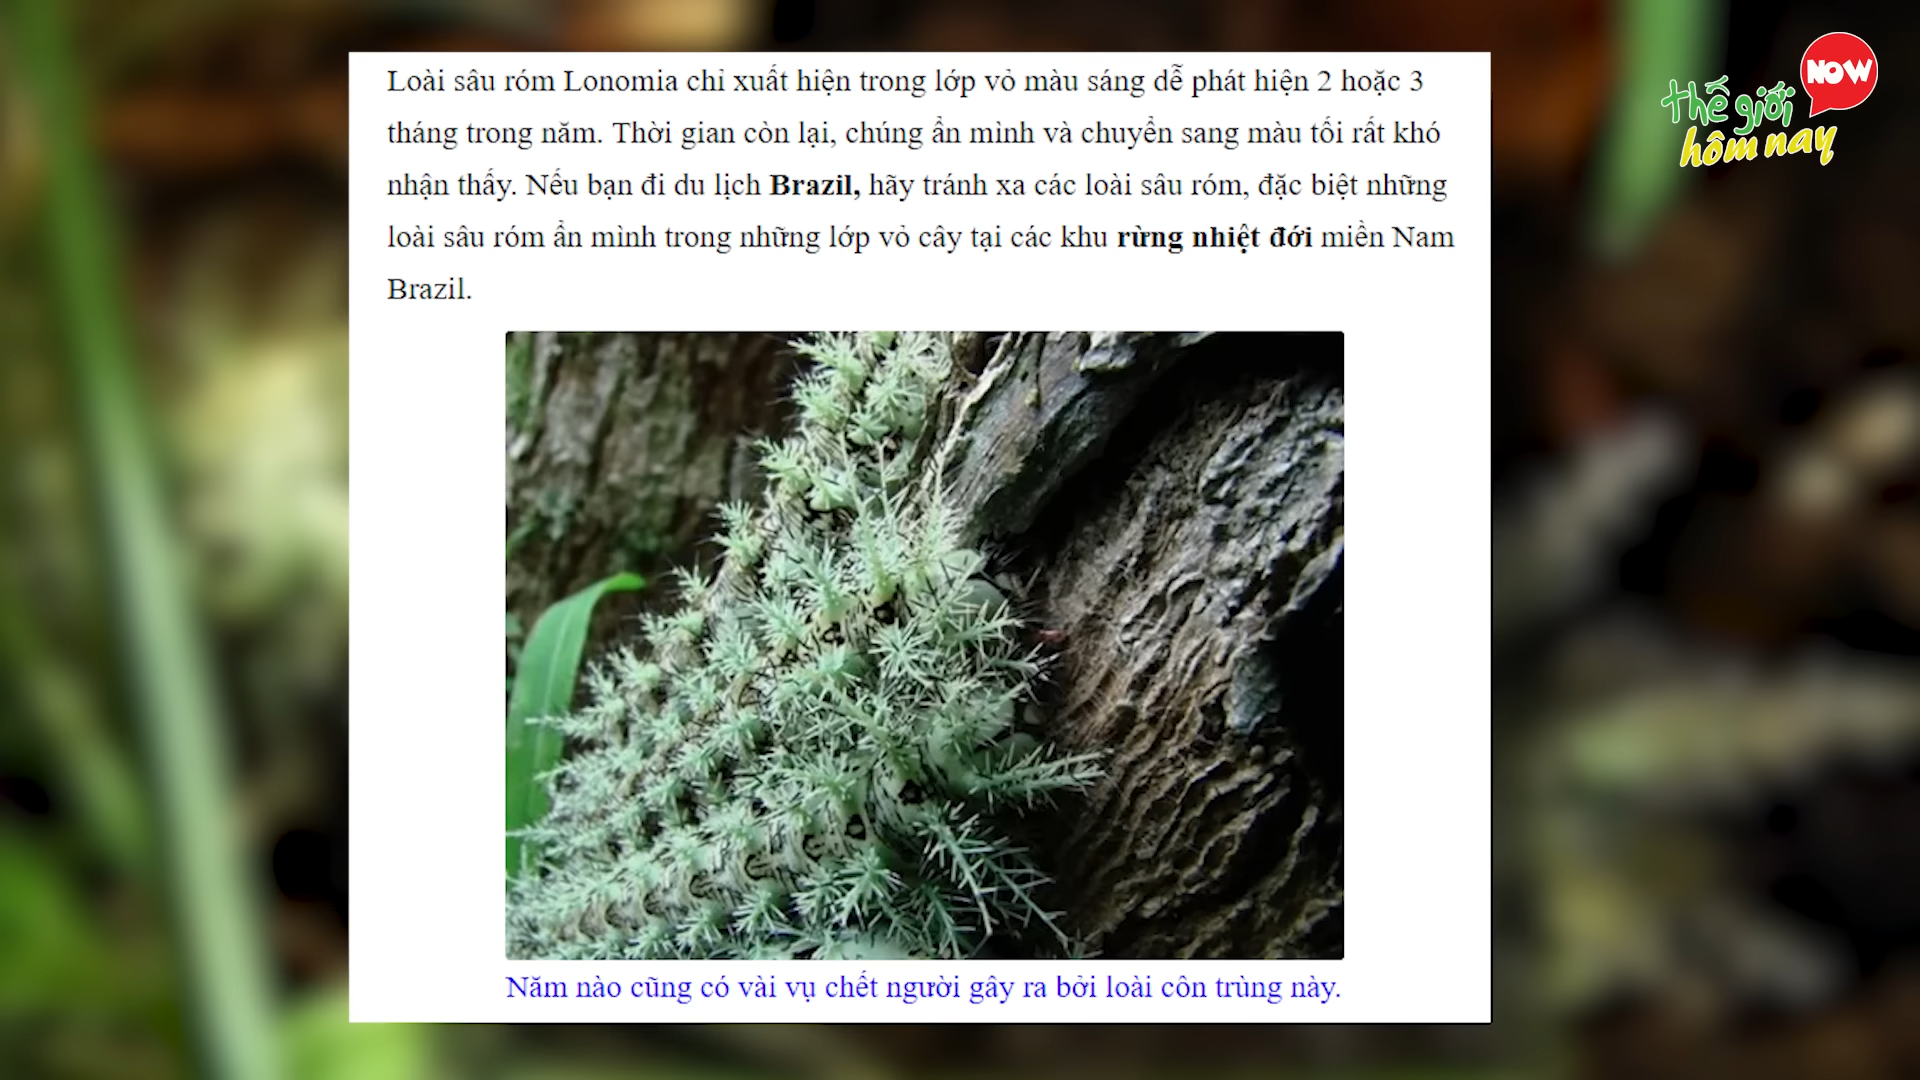 Loài sâu róm Lonomia chỉ xuất hiện trong lớp vỏ màu sáng dễ phát hiện 2 hoặc 3
tháng trong năm. Thời gian còn lại, chúng ẩn mình và chuyển sang màu tối rất khó
nhận thấy. Nếu bạn đi du lịch Brazil, hãy tránh xa các loài sâu róm, đặc biệt những
loài sâu róm ẩn mình trong những lớp vỏ cây tại các khu rừng nhiệt đới miền Nam
Brazil.
Năm nào cũng có vài vụ chết người gây ra bởi loài côn trùng này.
NOW
thế giới
hôm nay